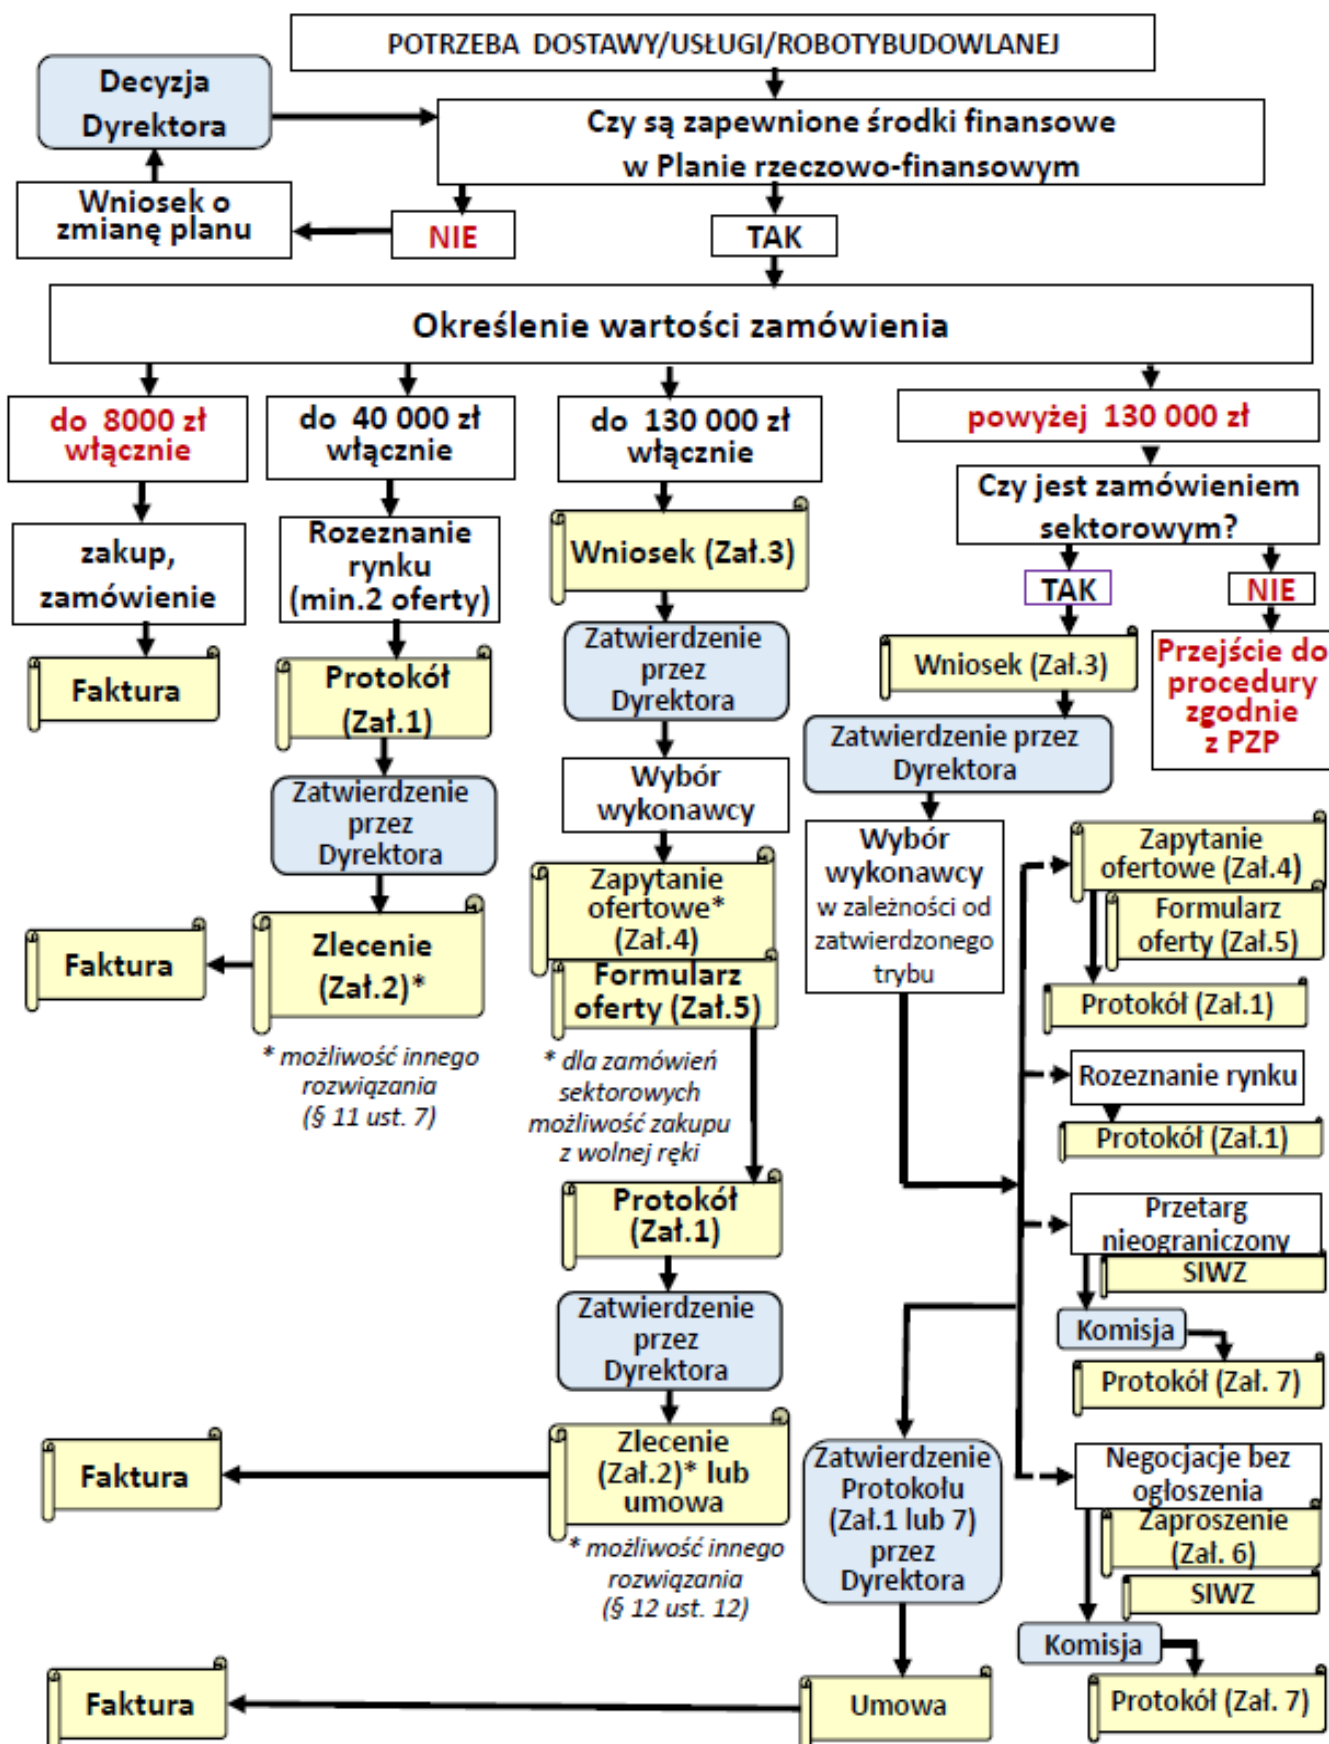 POTRZEBA DOSTAWY/USŁUGI/ROBOTYBUDOWLANEJ
Decyzja
Dyrektora
Czy są zapewnione środki finansowe
w Planie rzeczowo-finansowym
Wniosek o
zmianę planu
NIE
TAK
Określenie wartości zamówienia
do 8000 zł
włącznie
zakup,
zamówienie
Faktura
do 40 000 zł
włącznie
Rozeznanie
rynku
(min.2 oferty)
Protokół
(Zał.1)
Zatwierdzenie
przez
Dyrektora
Zlecenie
(Zał.2)*
Faktura
* możliwość innego
rozwiązania
(§ 11 ust. 7)
do 130 000 zł
włącznie
Wniosek (Zał.3)
Zatwierdzenie
przez
Dyrektora
Wybór
wykonawcy
Zapytanie
ofertowe*
(Zał.4)
Formularz
oferty (Zał.5)
* dla zamówień
sektorowych
możliwość zakupu
z wolnej ręki
Protokół
(Zał.1)
Zatwierdzenie
przez
Dyrektora
Zlecenie
(Zał.2)* lub
umowa
Faktura
* możliwość innego
rozwiązania
(§ 12 ust. 12)
powyżej 130 000 zł
Czy jest zamówieniem
sektorowym?
TAK
NIE
Przejście do
procedury
zgodnie
z PZP
Wniosek (Zał.3)
Zatwierdzenie przez
Dyrektora
Wybór
wykonawcy
w zależności od
zatwierdzonego
trybu
Zapytanie
ofertowe (Zał.4)
Formularz
oferty (Zał.5)
Protokół (Zał.1)
Rozeznanie rynku
Protokół (Zał.1)
Przetarg
nieograniczony
SIWZ
Komisja
Protokół (Zał. 7)
Negocjacje bez
ogłoszenia
Zaproszenie
(Zał. 6)
SIWZ
Komisja
Protokół (Zał. 7)
Zatwierdzenie
Protokołu
(Zał.1 lub 7)
przez
Dyrektora
Umowa
Faktura